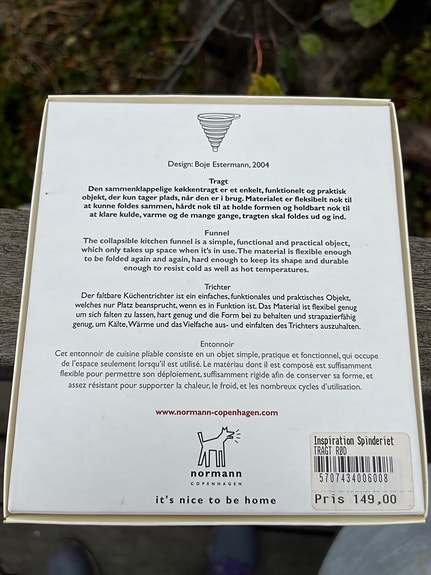 Design: Boje Estermann, 2004
Tragt
Den sammenklappelige køkkentragt er et enkelt, funktionelt og praktisk
objekt, der kun tager plads, når den er i brug. Materialet er fleksibelt nok til
at kunne foldes sammen, hårdt nok til at holde formen og holdbart nok til
at klare kulde, varme og de mange gange, tragten skal foldes ud og ind.
Funnel
The collapsible kitchen funnel is a simple, functional and practical object,
which only takes up space when it's in use. The material is flexible enough
to be folded again and again, hard enough to keep its shape and durable
enough to resist cold as well as hot temperatures.
Trichter
Der faltbare Küchentrichter ist ein einfaches, funktionales und praktisches Objekt,
welches nur Platz beansprucht, wenn es in Funktion ist. Das Material ist flexibel genug
um sich falten zu lassen, hart genug und die Form bei zu behalten und strapazierfähig
genug, um Kälte, Wärme und das Vielfache aus- und einfalten des Trichters auszuhalten.
Entonnoir
Cet entonnoir de cuisine pliable consiste en un objet simple, pratique et fonctionnel, qui occupe
de l'espace seulement lorsqu'il est utilisé. Le matériau dont il est composé est suffisamment
flexible pour permettre son déploiement, suffisamment rigide afin de conserver sa forme, et
assez résistant pour supporter la chaleur, le froid, et les nombreux cycles d'utilisation.
www.normann-copenhagen.com
normann
COPENHAGEN
it's nice to be home
Inspiration Spinderiet
TRAGT RØD
5707434006008
Pris 149,00